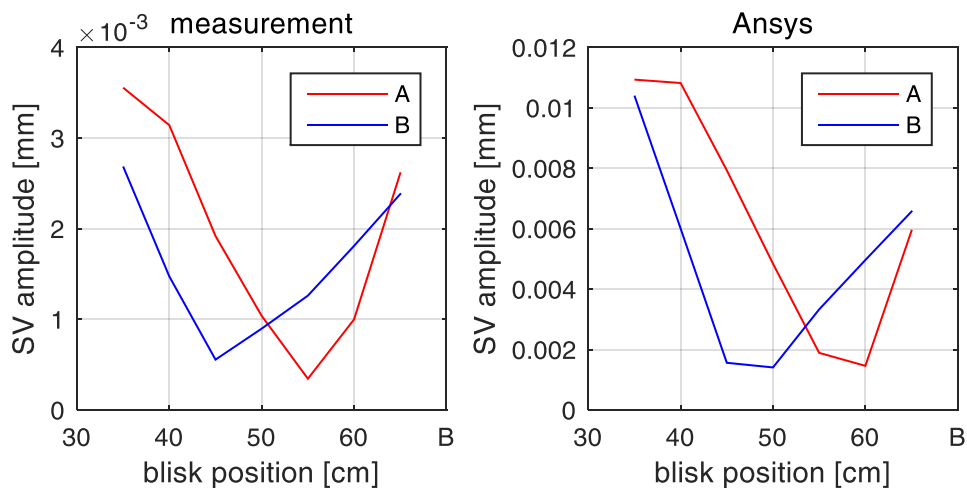 measurement
×10⁻³
4
3
2
1
0
30
40
50
60
B
SV amplitude [mm]
blisk position [cm]
A
B
Ansys
0.012
0.01
0.008
0.006
0.004
0.002
0
30
40
50
60
B
SV amplitude [mm]
blisk position [cm]
A
B